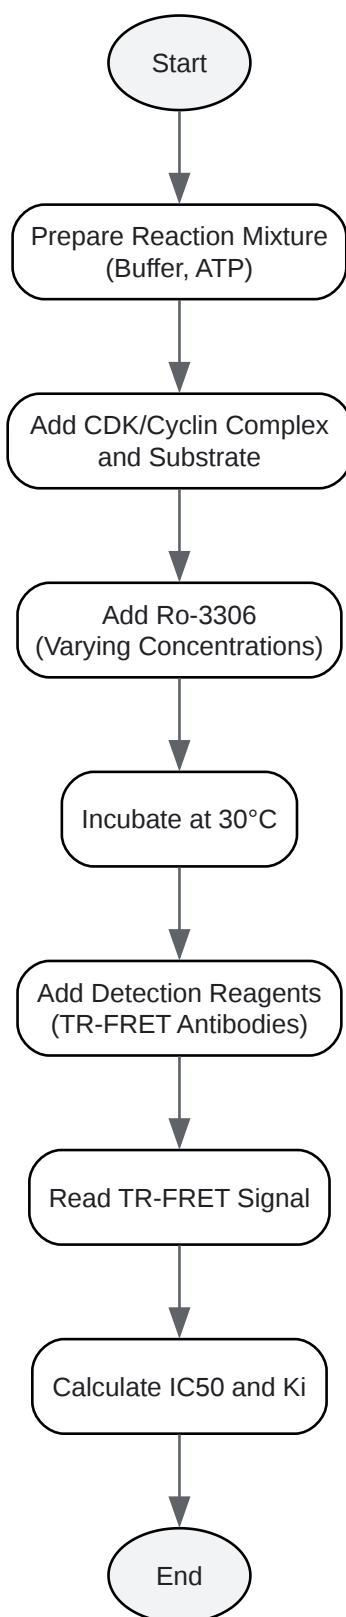 Start
Prepare Reaction Mixture
(Buffer, ATP)
Add CDK/Cyclin Complex
and Substrate
Add Ro-3306
(Varying Concentrations)
Incubate at 30°C
Add Detection Reagents
(TR-FRET Antibodies)
Read TR-FRET Signal
Calculate IC50 and Ki
End